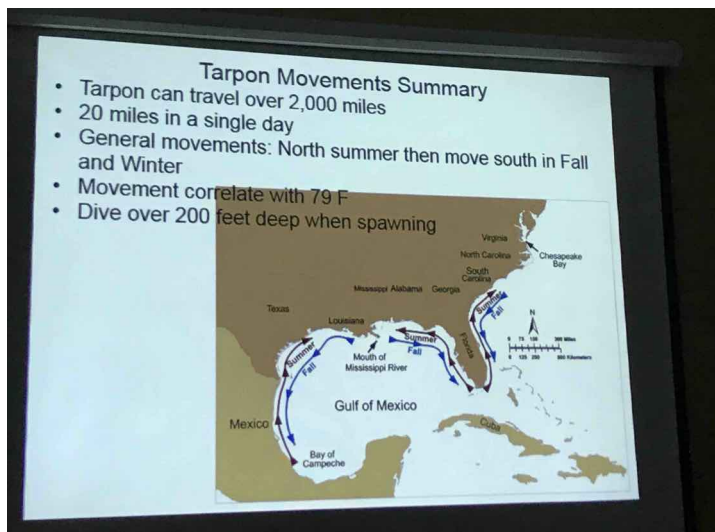 Tarpon Movements Summary
• Tarpon can travel over 2,000 miles
• 20 miles in a single day
• General movements: North summer then move south in Fall
and Winter
• Movement correlate with 79 F
• Dive over 200 feet deep when spawning
Virginia
North Carolina
Chesapeake
Bay
South
Carolina
Mississippi Alabama Georgia
Texas
Louisiana
Summer
Fall
Mouth of
Mississippi River
Summer
Fall
Florida
Summer
Fall
N
Gulf of Mexico
Mexico
Cuba
Bay of
Campeche